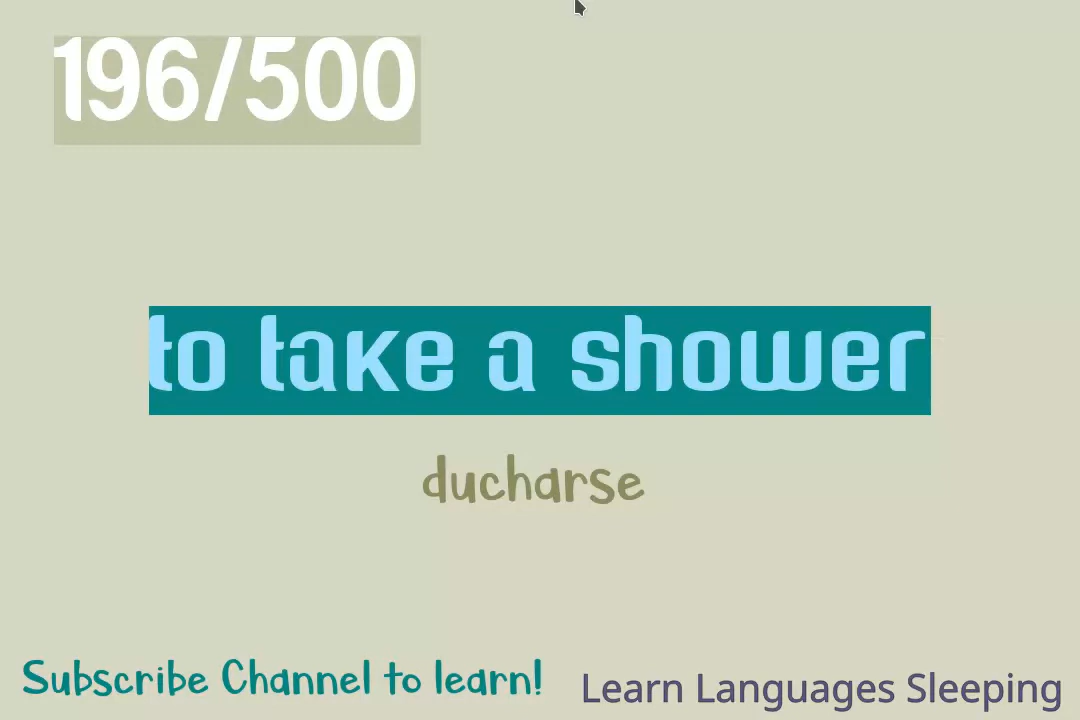 196/500
to take a shower
ducharse
Subscribe Channel to learn!
Learn Languages Sleeping